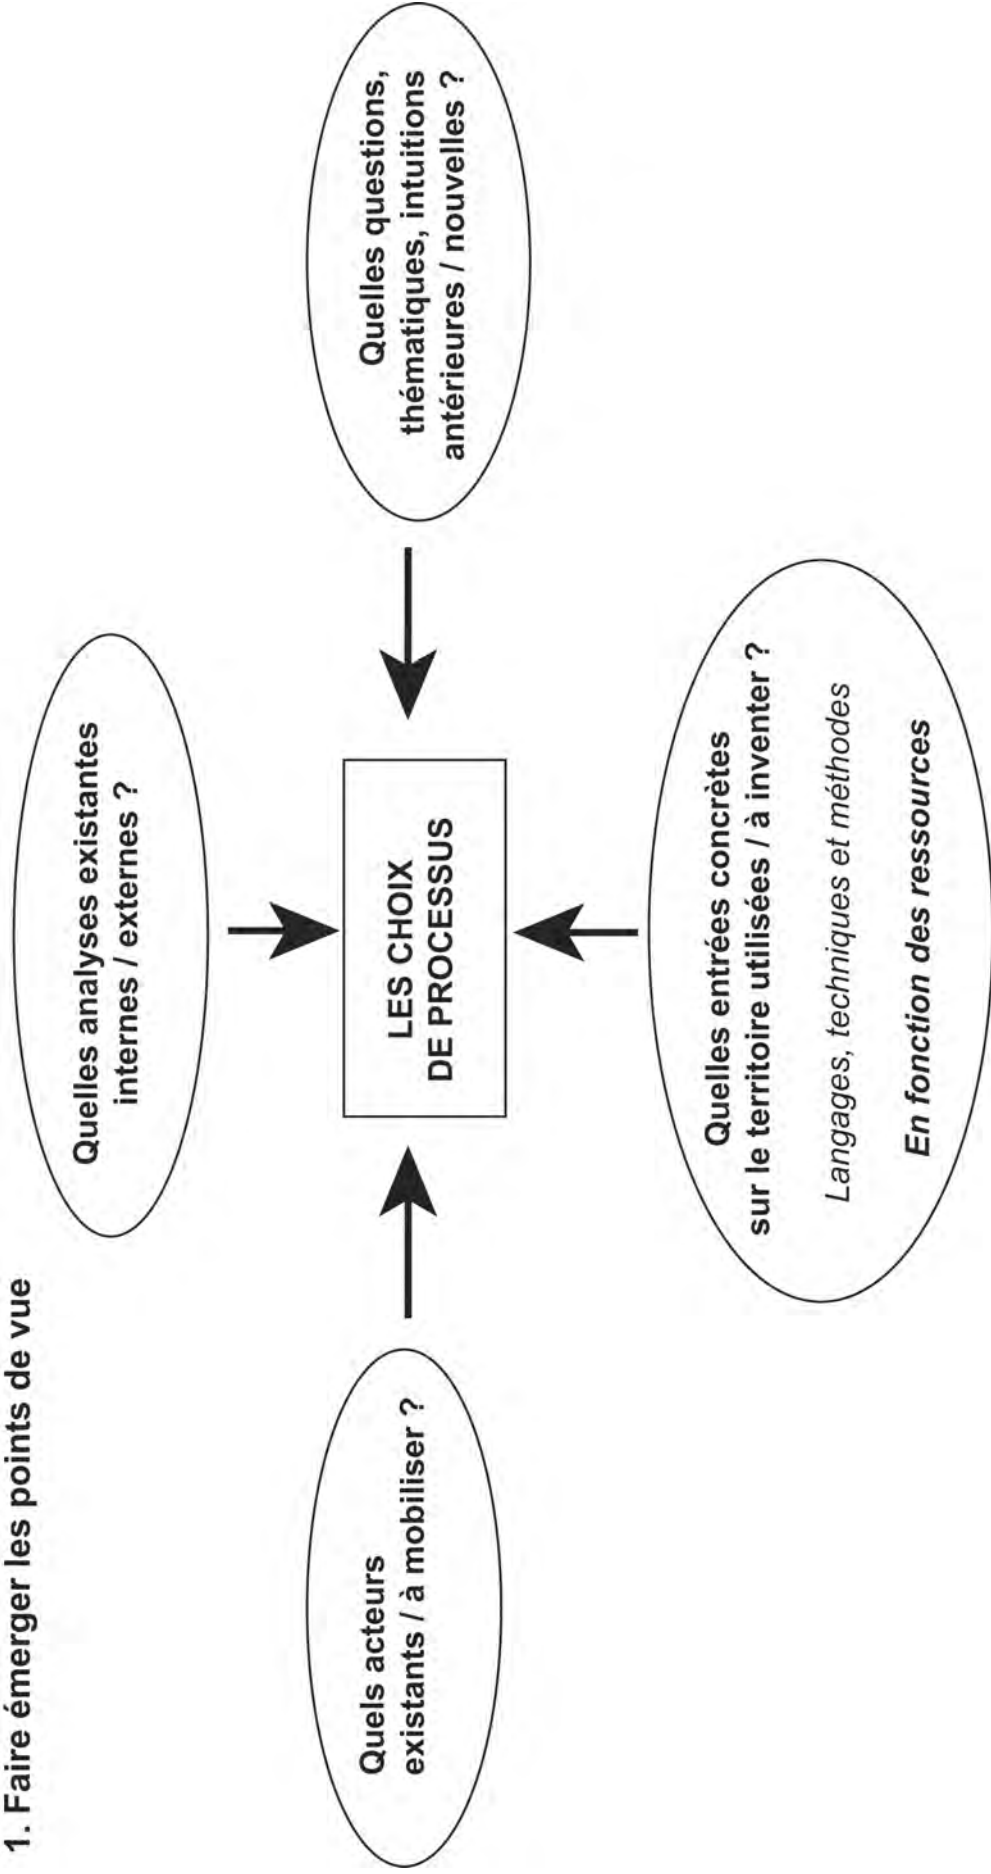 1. Faire émerger les points de vue
Quelles analyses existantes
internes / externes ?
Quels acteurs
existants / à mobiliser ?
LES CHOIX
DE PROCESSUS
Quelles questions,
thématiques, intuitions
antérieures / nouvelles ?
Quelles entrées concrètes
sur le territoire utilisées / à inventer ?
Langages, techniques et méthodes
En fonction des ressources